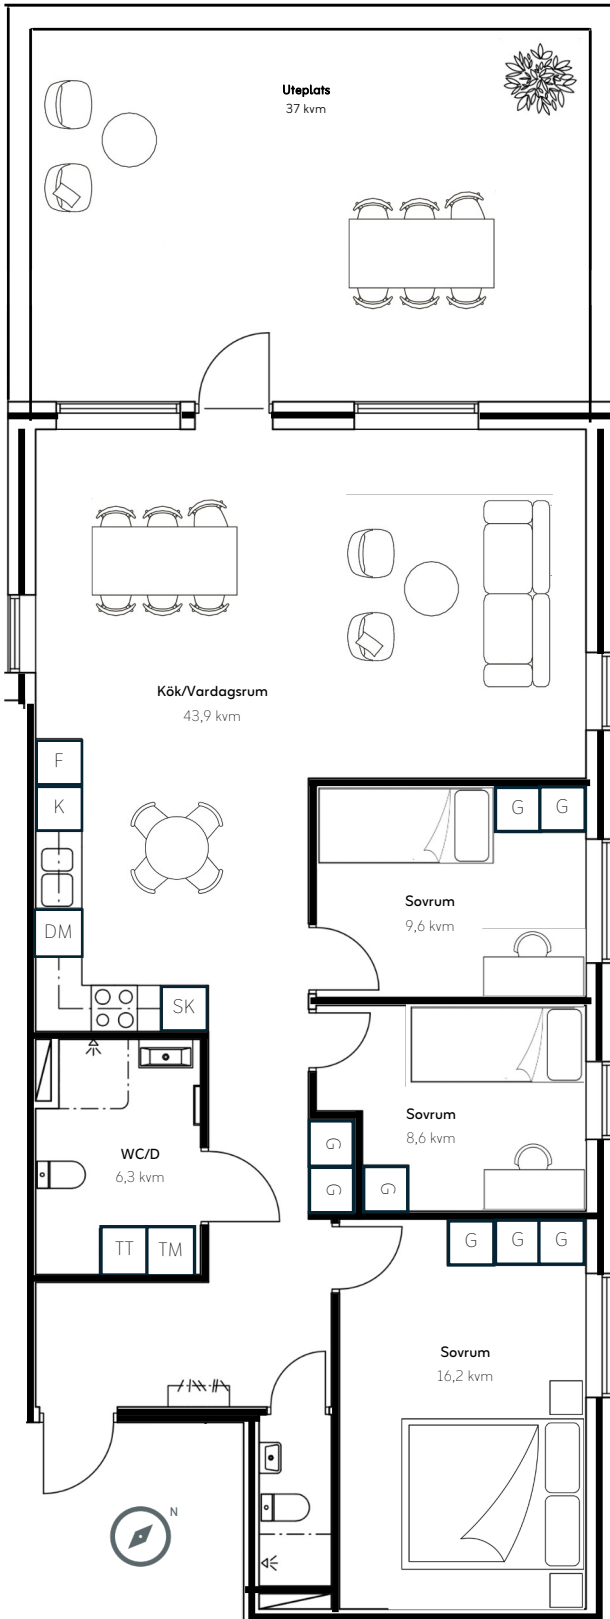 Uteplats
37 kvm
Kök/Vardagsrum
43,9 kvm
F
K
G G
Sovrum
9,6 kvm
DM
SK
Sovrum
8,6 kvm
G
WC/D
6,3 kvm
G
G
TT TM
G G G
Sovrum
16,2 kvm
N